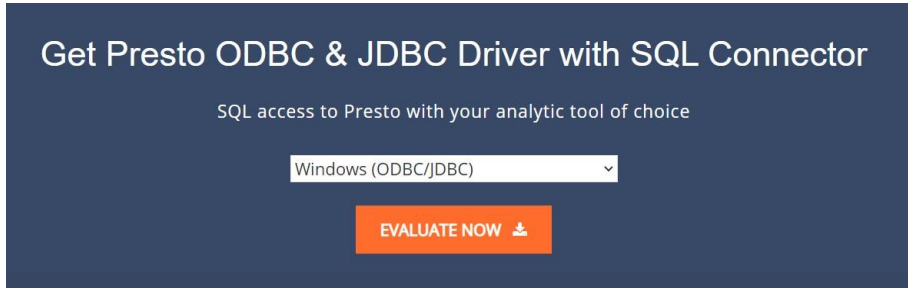 Get Presto ODBC & JDBC Driver with SQL Connector
SQL access to Presto with your analytic tool of choice
Windows (ODBC/JDBC)
EVALUATE NOW